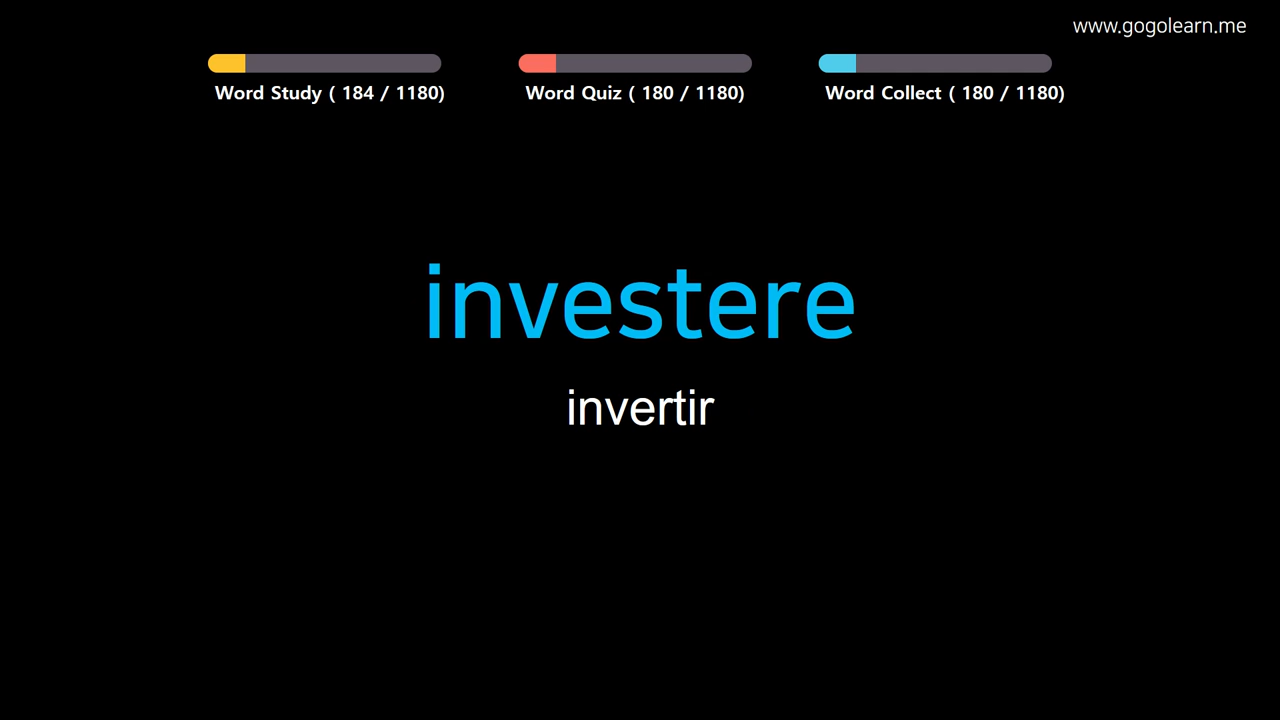 www.gogolearn.me
Word Study ( 184 / 1180)
Word Quiz ( 180 / 1180)
Word Collect ( 180 / 1180)
investere
invertir